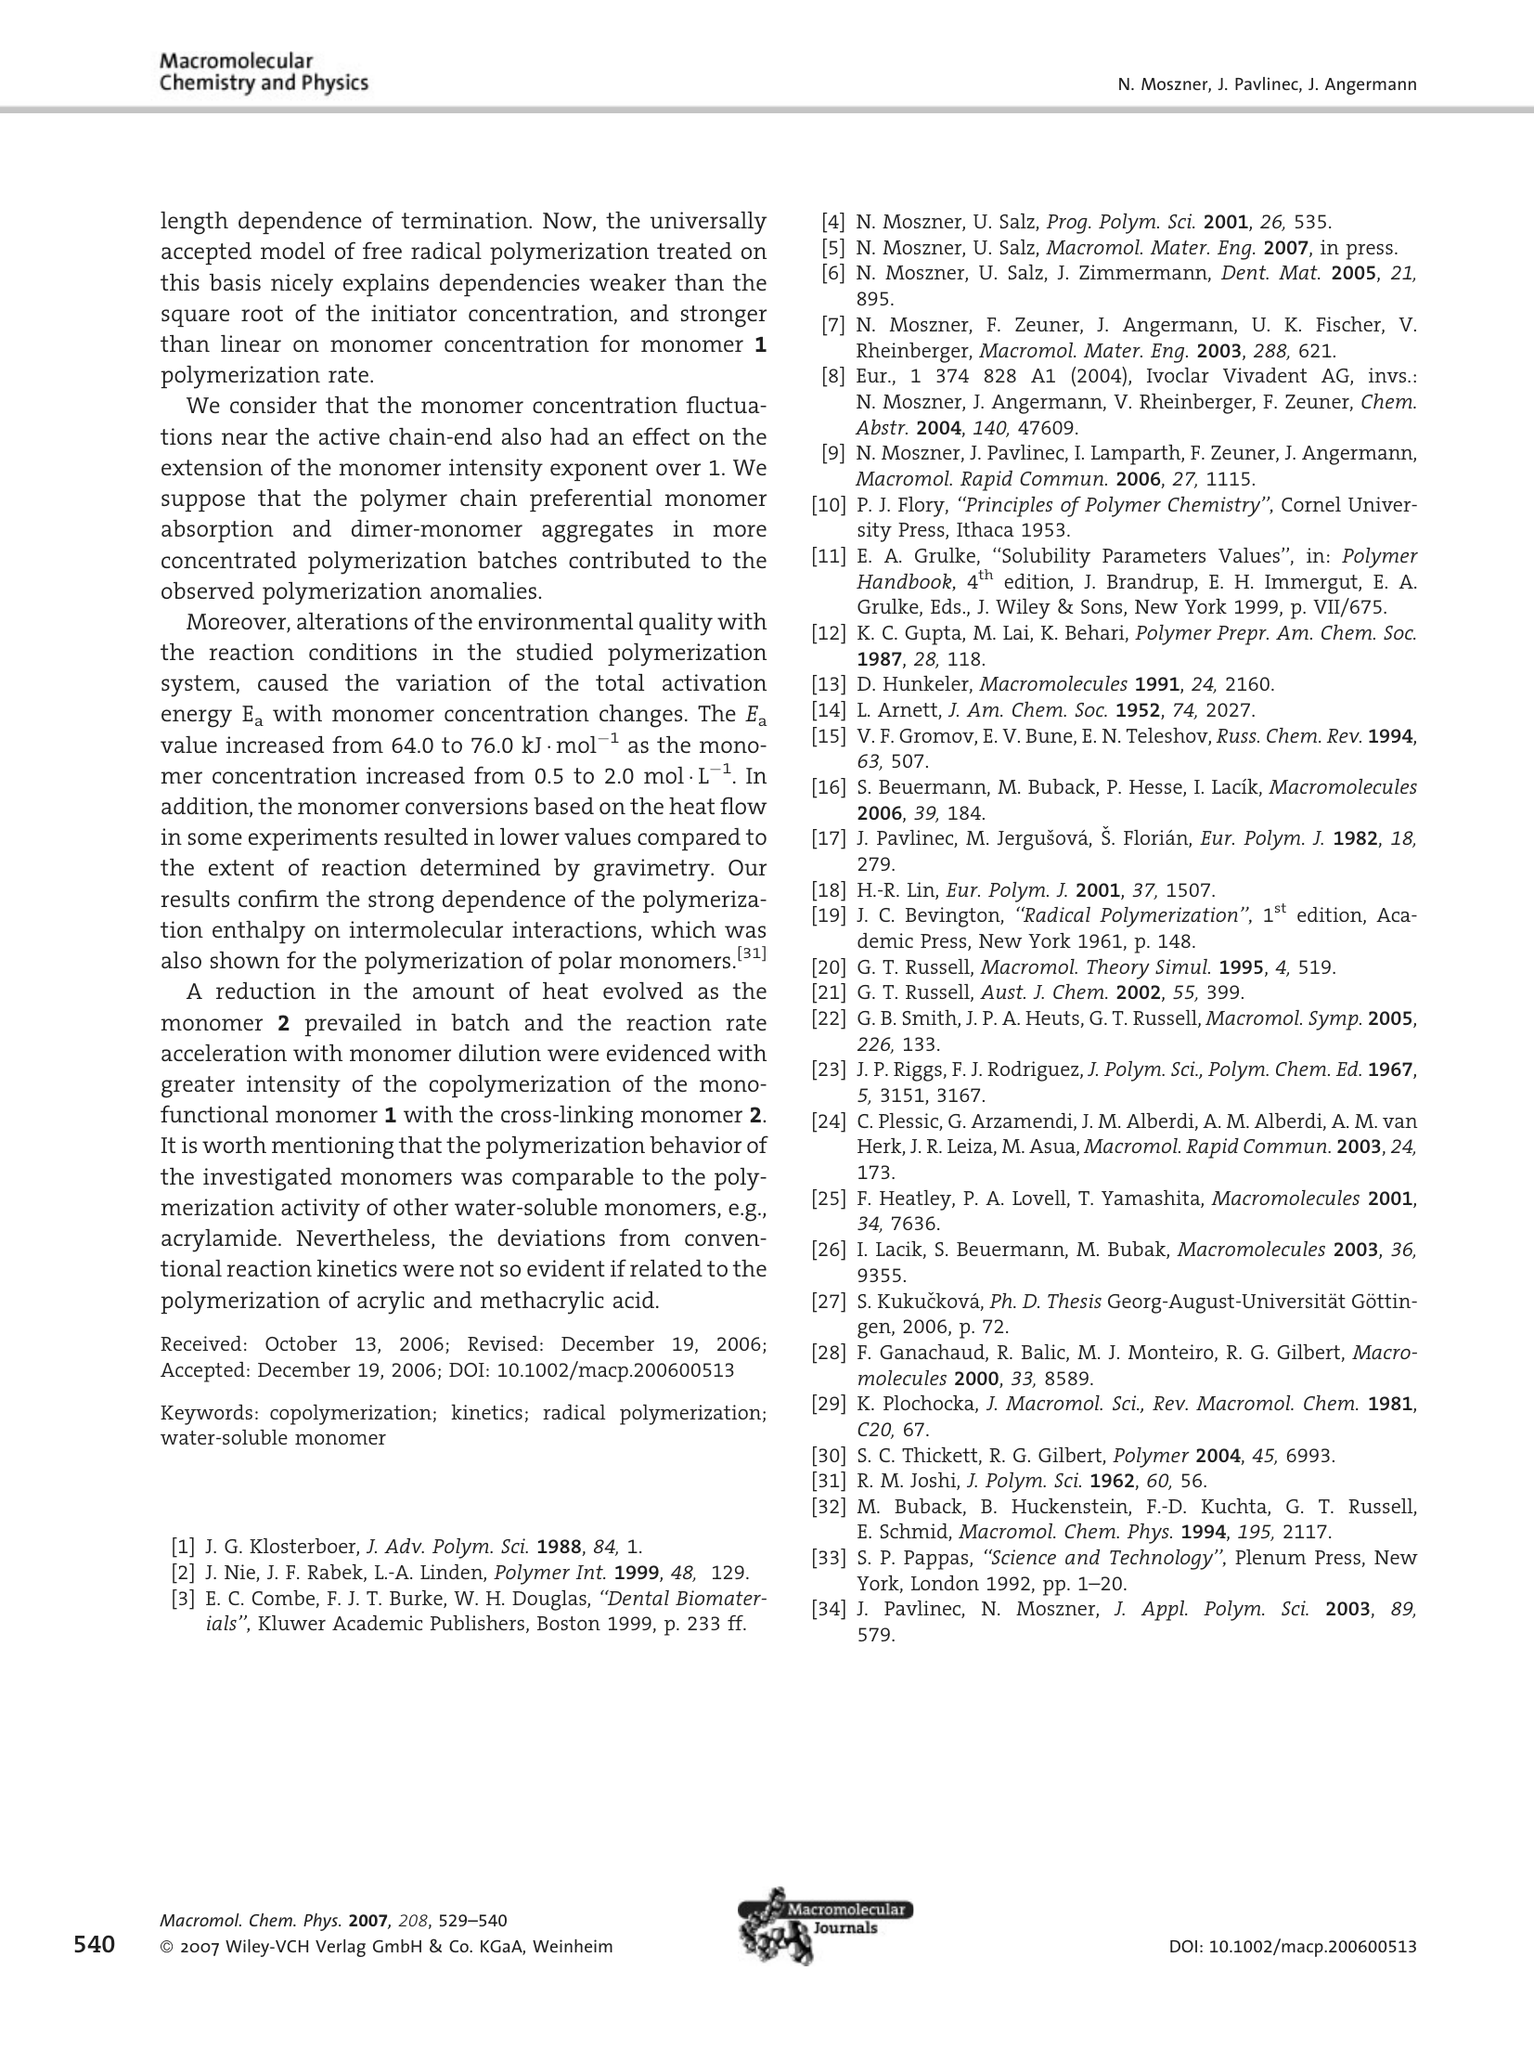 Macromolecular
Chemistry and Physics
N. Moszner, J. Pavlinec, J. Angermann
length dependence of termination. Now, the universally
accepted model of free radical polymerization treated on
this basis nicely explains dependencies weaker than the
square root of the initiator concentration, and stronger
than linear on monomer concentration for monomer 1
polymerization rate.
We consider that the monomer concentration fluctua-
tions near the active chain-end also had an effect on the
extension of the monomer intensity exponent over 1. We
suppose that the polymer chain preferential monomer
absorption and dimer-monomer aggregates in more
concentrated polymerization batches contributed to the
observed polymerization anomalies.
Moreover, alterations of the environmental quality with
the reaction conditions in the studied polymerization
system, caused the variation of the total activation
energy Ea with monomer concentration changes. The Ea
value increased from 64.0 to 76.0 kJ · mol−1 as the mono-
mer concentration increased from 0.5 to 2.0 mol · L−1. In
addition, the monomer conversions based on the heat flow
in some experiments resulted in lower values compared to
the extent of reaction determined by gravimetry. Our
results confirm the strong dependence of the polymeriza-
tion enthalpy on intermolecular interactions, which was
also shown for the polymerization of polar monomers.[31]
A reduction in the amount of heat evolved as the
monomer 2 prevailed in batch and the reaction rate
acceleration with monomer dilution were evidenced with
greater intensity of the copolymerization of the mono-
functional monomer 1 with the cross-linking monomer 2.
It is worth mentioning that the polymerization behavior of
the investigated monomers was comparable to the poly-
merization activity of other water-soluble monomers, e.g.,
acrylamide. Nevertheless, the deviations from conven-
tional reaction kinetics were not so evident if related to the
polymerization of acrylic and methacrylic acid.
Received: October 13, 2006; Revised: December 19, 2006;
Accepted: December 19, 2006; DOI: 10.1002/macp.200600513
Keywords: copolymerization; kinetics; radical polymerization;
water-soluble monomer
[1] J. G. Klosterboer, J. Adv. Polym. Sci. 1988, 84, 1.
[2] J. Nie, J. F. Rabek, L.-A. Linden, Polymer Int. 1999, 48, 129.
[3] E. C. Combe, F. J. T. Burke, W. H. Douglas, “Dental Biomater-
ials”, Kluwer Academic Publishers, Boston 1999, p. 233 ff.
[4] N. Moszner, U. Salz, Prog. Polym. Sci. 2001, 26, 535.
[5] N. Moszner, U. Salz, Macromol. Mater. Eng. 2007, in press.
[6] N. Moszner, U. Salz, J. Zimmermann, Dent. Mat. 2005, 21,
895.
[7] N. Moszner, F. Zeuner, J. Angermann, U. K. Fischer, V.
Rheinberger, Macromol. Mater. Eng. 2003, 288, 621.
[8] Eur., 1 374 828 A1 (2004), Ivoclar Vivadent AG, invs.:
N. Moszner, J. Angermann, V. Rheinberger, F. Zeuner, Chem.
Abstr. 2004, 140, 47609.
[9] N. Moszner, J. Pavlinec, I. Lamparth, F. Zeuner, J. Angermann,
Macromol. Rapid Commun. 2006, 27, 1115.
[10] P. J. Flory, “Principles of Polymer Chemistry”, Cornel Univer-
sity Press, Ithaca 1953.
[11] E. A. Grulke, “Solubility Parameters Values”, in: Polymer
Handbook, 4th edition, J. Brandrup, E. H. Immergut, E. A.
Grulke, Eds., J. Wiley & Sons, New York 1999, p. VII/675.
[12] K. C. Gupta, M. Lai, K. Behari, Polymer Prepr. Am. Chem. Soc.
1987, 28, 118.
[13] D. Hunkeler, Macromolecules 1991, 24, 2160.
[14] L. Arnett, J. Am. Chem. Soc. 1952, 74, 2027.
[15] V. F. Gromov, E. V. Bune, E. N. Teleshov, Russ. Chem. Rev. 1994,
63, 507.
[16] S. Beuermann, M. Buback, P. Hesse, I. Lacík, Macromolecules
2006, 39, 184.
[17] J. Pavlinec, M. Jergušová, Š. Florián, Eur. Polym. J. 1982, 18,
279.
[18] H.-R. Lin, Eur. Polym. J. 2001, 37, 1507.
[19] J. C. Bevington, “Radical Polymerization”, 1st edition, Aca-
demic Press, New York 1961, p. 148.
[20] G. T. Russell, Macromol. Theory Simul. 1995, 4, 519.
[21] G. T. Russell, Aust. J. Chem. 2002, 55, 399.
[22] G. B. Smith, J. P. A. Heuts, G. T. Russell, Macromol. Symp. 2005,
226, 133.
[23] J. P. Riggs, F. J. Rodriguez, J. Polym. Sci., Polym. Chem. Ed. 1967,
5, 3151, 3167.
[24] C. Plessic, G. Arzamendi, J. M. Alberdi, A. M. Alberdi, A. M. van
Herk, J. R. Leiza, M. Asua, Macromol. Rapid Commun. 2003, 24,
173.
[25] F. Heatley, P. A. Lovell, T. Yamashita, Macromolecules 2001,
34, 7636.
[26] I. Lacik, S. Beuermann, M. Bubak, Macromolecules 2003, 36,
9355.
[27] S. Kukučková, Ph. D. Thesis Georg-August-Universität Göttin-
gen, 2006, p. 72.
[28] F. Ganachaud, R. Balic, M. J. Monteiro, R. G. Gilbert, Macro-
molecules 2000, 33, 8589.
[29] K. Plochocka, J. Macromol. Sci., Rev. Macromol. Chem. 1981,
C20, 67.
[30] S. C. Thickett, R. G. Gilbert, Polymer 2004, 45, 6993.
[31] R. M. Joshi, J. Polym. Sci. 1962, 60, 56.
[32] M. Buback, B. Huckenstein, F.-D. Kuchta, G. T. Russell,
E. Schmid, Macromol. Chem. Phys. 1994, 195, 2117.
[33] S. P. Pappas, “Science and Technology”, Plenum Press, New
York, London 1992, pp. 1–20.
[34] J. Pavlinec, N. Moszner, J. Appl. Polym. Sci. 2003, 89,
579.
540
Macromol. Chem. Phys. 2007, 208, 529–540
© 2007 Wiley-VCH Verlag GmbH & Co. KGaA, Weinheim
Macromolecular
Journals
DOI: 10.1002/macp.200600513